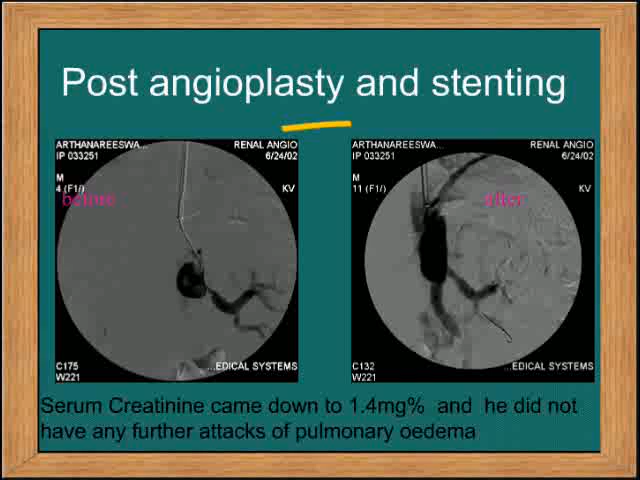 Post angioplasty and stenting
ARTHANAREESWA... RENAL ANGIO
IP 033251 6/24/02
M
4 (F1/) KV
before
C175 ...EDICAL SYSTEMS
W221
ARTHANAREESWA... RENAL ANGIO
IP 033251 6/24/02
M
11 (F1/) KV
after
C132 ...EDICAL SYSTEMS
W221
Serum Creatinine came down to 1.4mg% and he did not
have any further attacks of pulmonary oedema